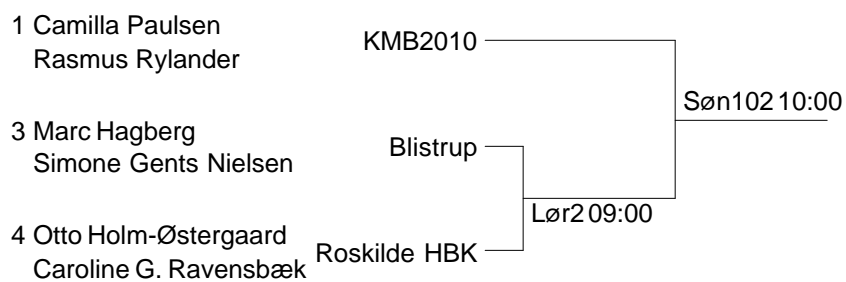 1 Camilla Paulsen
Rasmus Rylander
KMB2010
Søn102 10:00
3 Marc Hagberg
Simone Gents Nielsen
Blistrup
Lør2 09:00
4 Otto Holm-Østergaard
Caroline G. Ravensbæk
Roskilde HBK